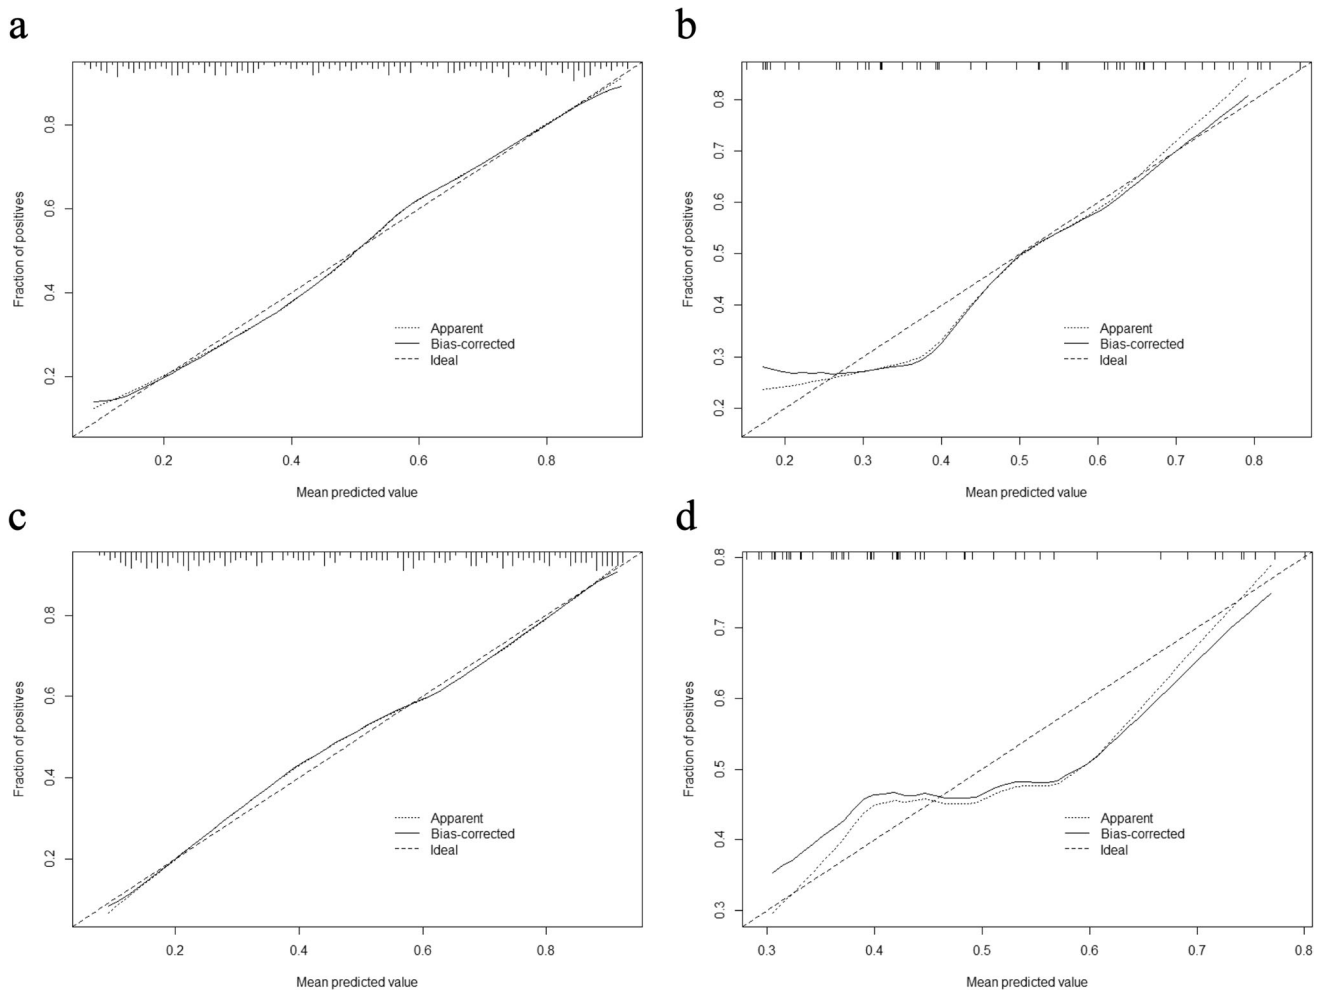 a
0.2 0.4 0.6 0.8
Fraction of positives
Apparent
Bias-corrected
Ideal
0.2 0.4 0.6 0.8
Mean predicted value
b
0.2 0.3 0.4 0.5 0.6 0.7 0.8
Fraction of positives
Apparent
Bias-corrected
Ideal
0.2 0.3 0.4 0.5 0.6 0.7 0.8
Mean predicted value
c
0.2 0.4 0.6 0.8
Fraction of positives
Apparent
Bias-corrected
Ideal
0.2 0.4 0.6 0.8
Mean predicted value
d
0.3 0.4 0.5 0.6 0.7 0.8
Fraction of positives
Apparent
Bias-corrected
Ideal
0.3 0.4 0.5 0.6 0.7 0.8
Mean predicted value